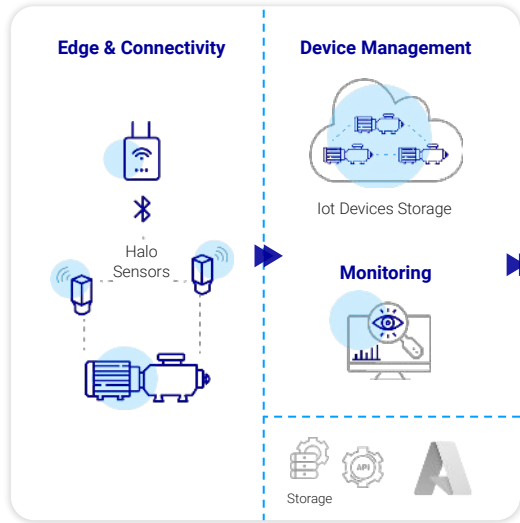 Edge & Connectivity
Halo
Sensors
Device Management
Iot Devices Storage
Monitoring
Storage
API